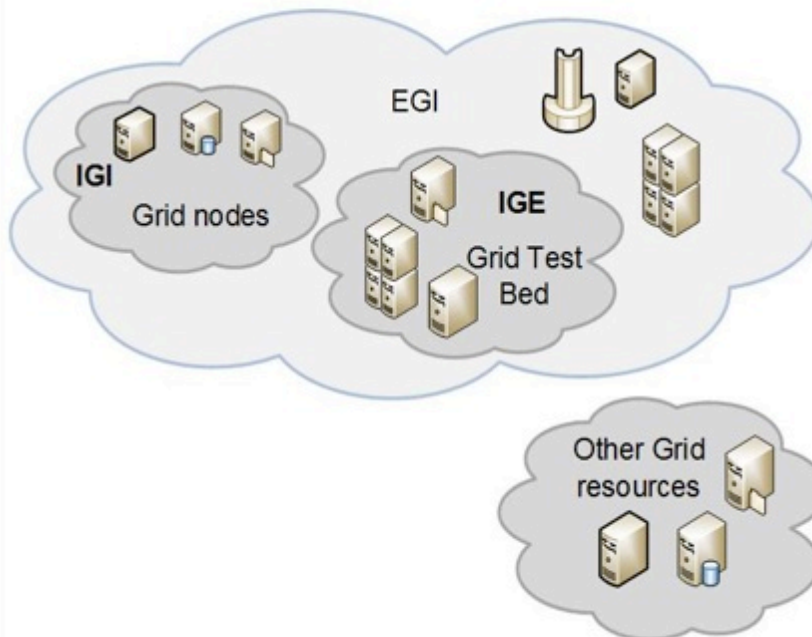 EGI
IGI
Grid nodes
IGE
Grid Test
Bed
Other Grid
resources